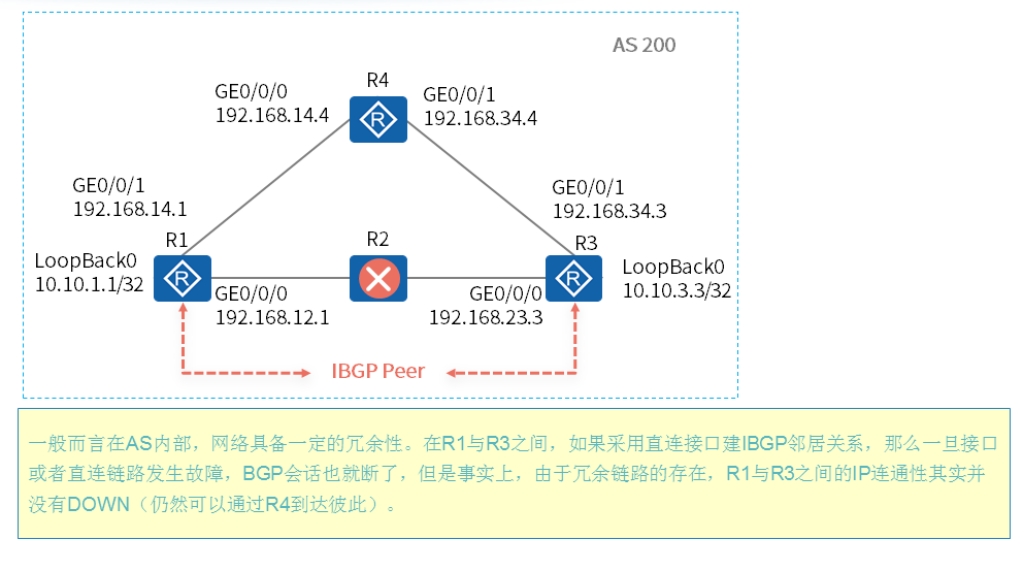 AS 200
R4
GE0/0/0
192.168.14.4
GE0/0/1
192.168.34.4
GE0/0/1
192.168.14.1
GE0/0/1
192.168.34.3
R1
R2
R3
LoopBack0
10.10.1.1/32
R
R
R
LoopBack0
10.10.3.3/32
GE0/0/0
192.168.12.1
GE0/0/0
192.168.23.3
IBGP Peer
一般而言在AS内部，网络具备一定的冗余性。在R1与R3之间，如果采用直连接口建IBGP邻居关系，那么一旦接口
或者直连链路发生故障，BGP会话也就断了，但是事实上，由于冗余链路的存在，R1与R3之间的IP连通性其实并
没有DOWN（仍然可以通过R4到达彼此）。